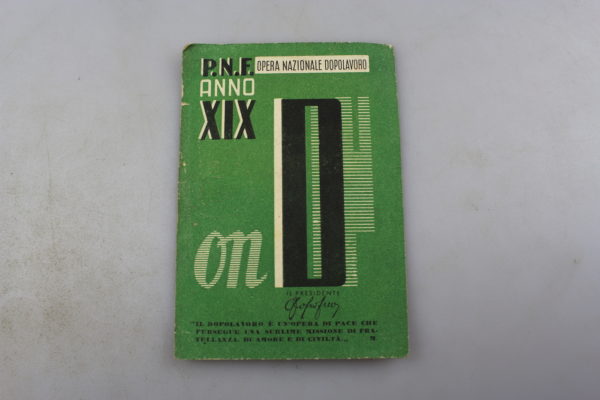 P.N.F.
OPERA NAZIONALE DOPOLAVORO
ANNO
XIX
on D
IL PRESIDENTE
"IL DOPOLAVORO È UN'OPERA DI PACE CHE
PERSEGUE UNA SUBLIME MISSIONE DI FRA-
TELLANZA, DI AMORE E DI CIVILTÀ... M